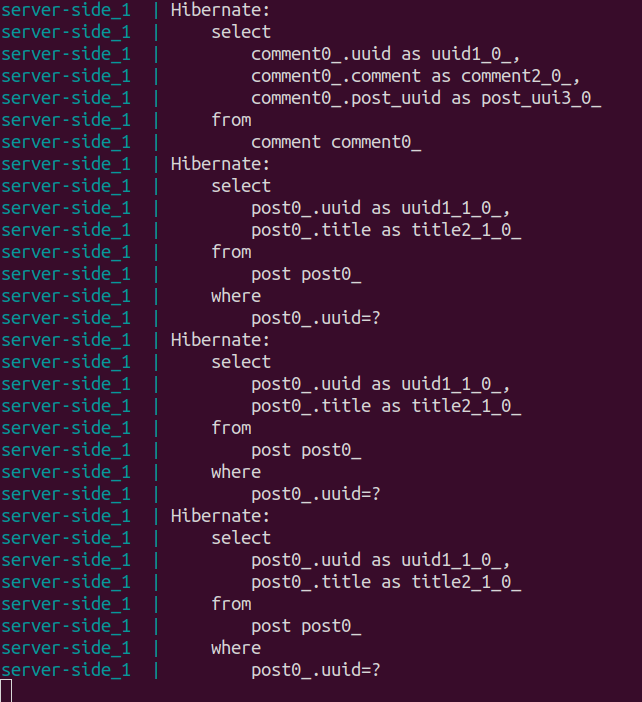 server-side_1 | Hibernate:
server-side_1 | select
server-side_1 | comment0_.uuid as uuid1_0_,
server-side_1 | comment0_.comment as comment2_0_,
server-side_1 | comment0_.post_uuid as post_uui3_0_
server-side_1 | from
server-side_1 | comment comment0_
server-side_1 | Hibernate:
server-side_1 | select
server-side_1 | post0_.uuid as uuid1_1_0_,
server-side_1 | post0_.title as title2_1_0_
server-side_1 | from
server-side_1 | post post0_
server-side_1 | where
server-side_1 | post0_.uuid=?
server-side_1 | Hibernate:
server-side_1 | select
server-side_1 | post0_.uuid as uuid1_1_0_,
server-side_1 | post0_.title as title2_1_0_
server-side_1 | from
server-side_1 | post post0_
server-side_1 | where
server-side_1 | post0_.uuid=?
server-side_1 | Hibernate:
server-side_1 | select
server-side_1 | post0_.uuid as uuid1_1_0_,
server-side_1 | post0_.title as title2_1_0_
server-side_1 | from
server-side_1 | post post0_
server-side_1 | where
server-side_1 | post0_.uuid=?